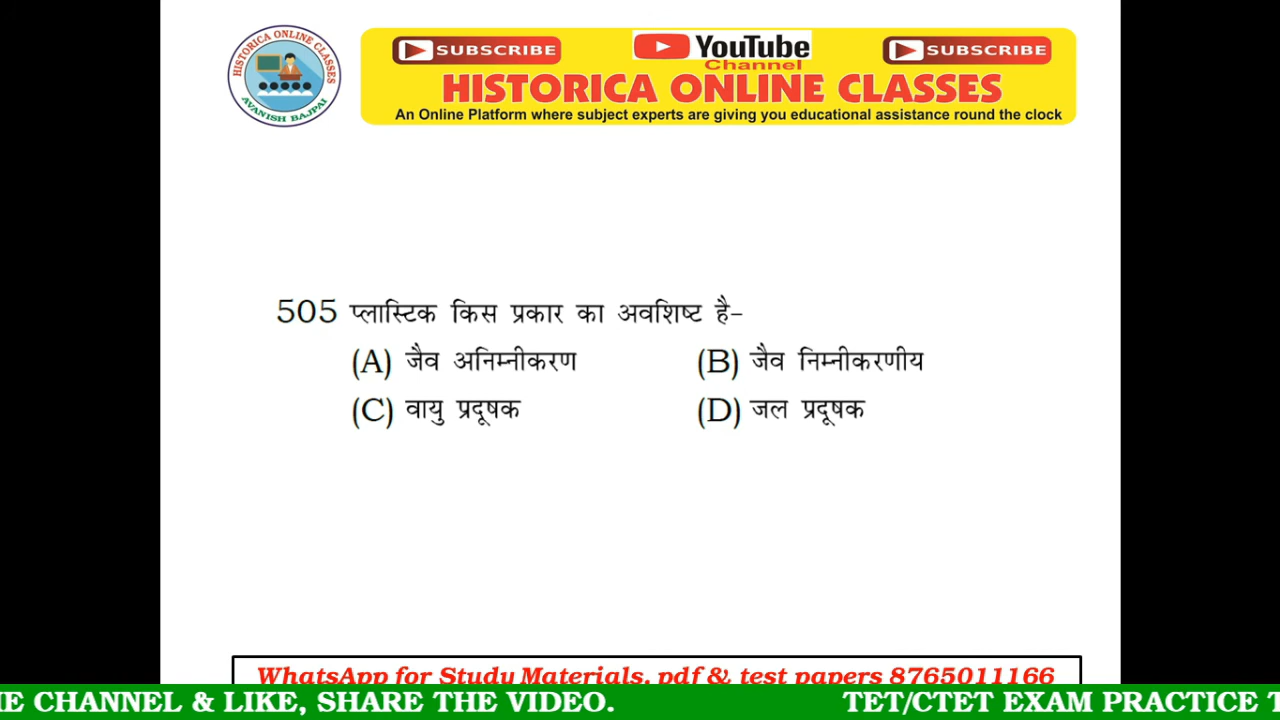 HISTORICA ONLINE CLASSES
AVANISH BAJPAI
SUBSCRIBE
YouTube
Channel
SUBSCRIBE
HISTORICA ONLINE CLASSES
An Online Platform where subject experts are giving you educational assistance round the clock
505 प्लास्टिक किस प्रकार का अवशिष्ट है-
(A) जैव अनिम्नीकरण (B) जैव निम्नीकरणीय
(C) वायु प्रदूषक (D) जल प्रदूषक
WhatsApp for Study Materials, pdf & test papers 8765011166
E CHANNEL & LIKE, SHARE THE VIDEO. TET/CTET EXAM PRACTICE T